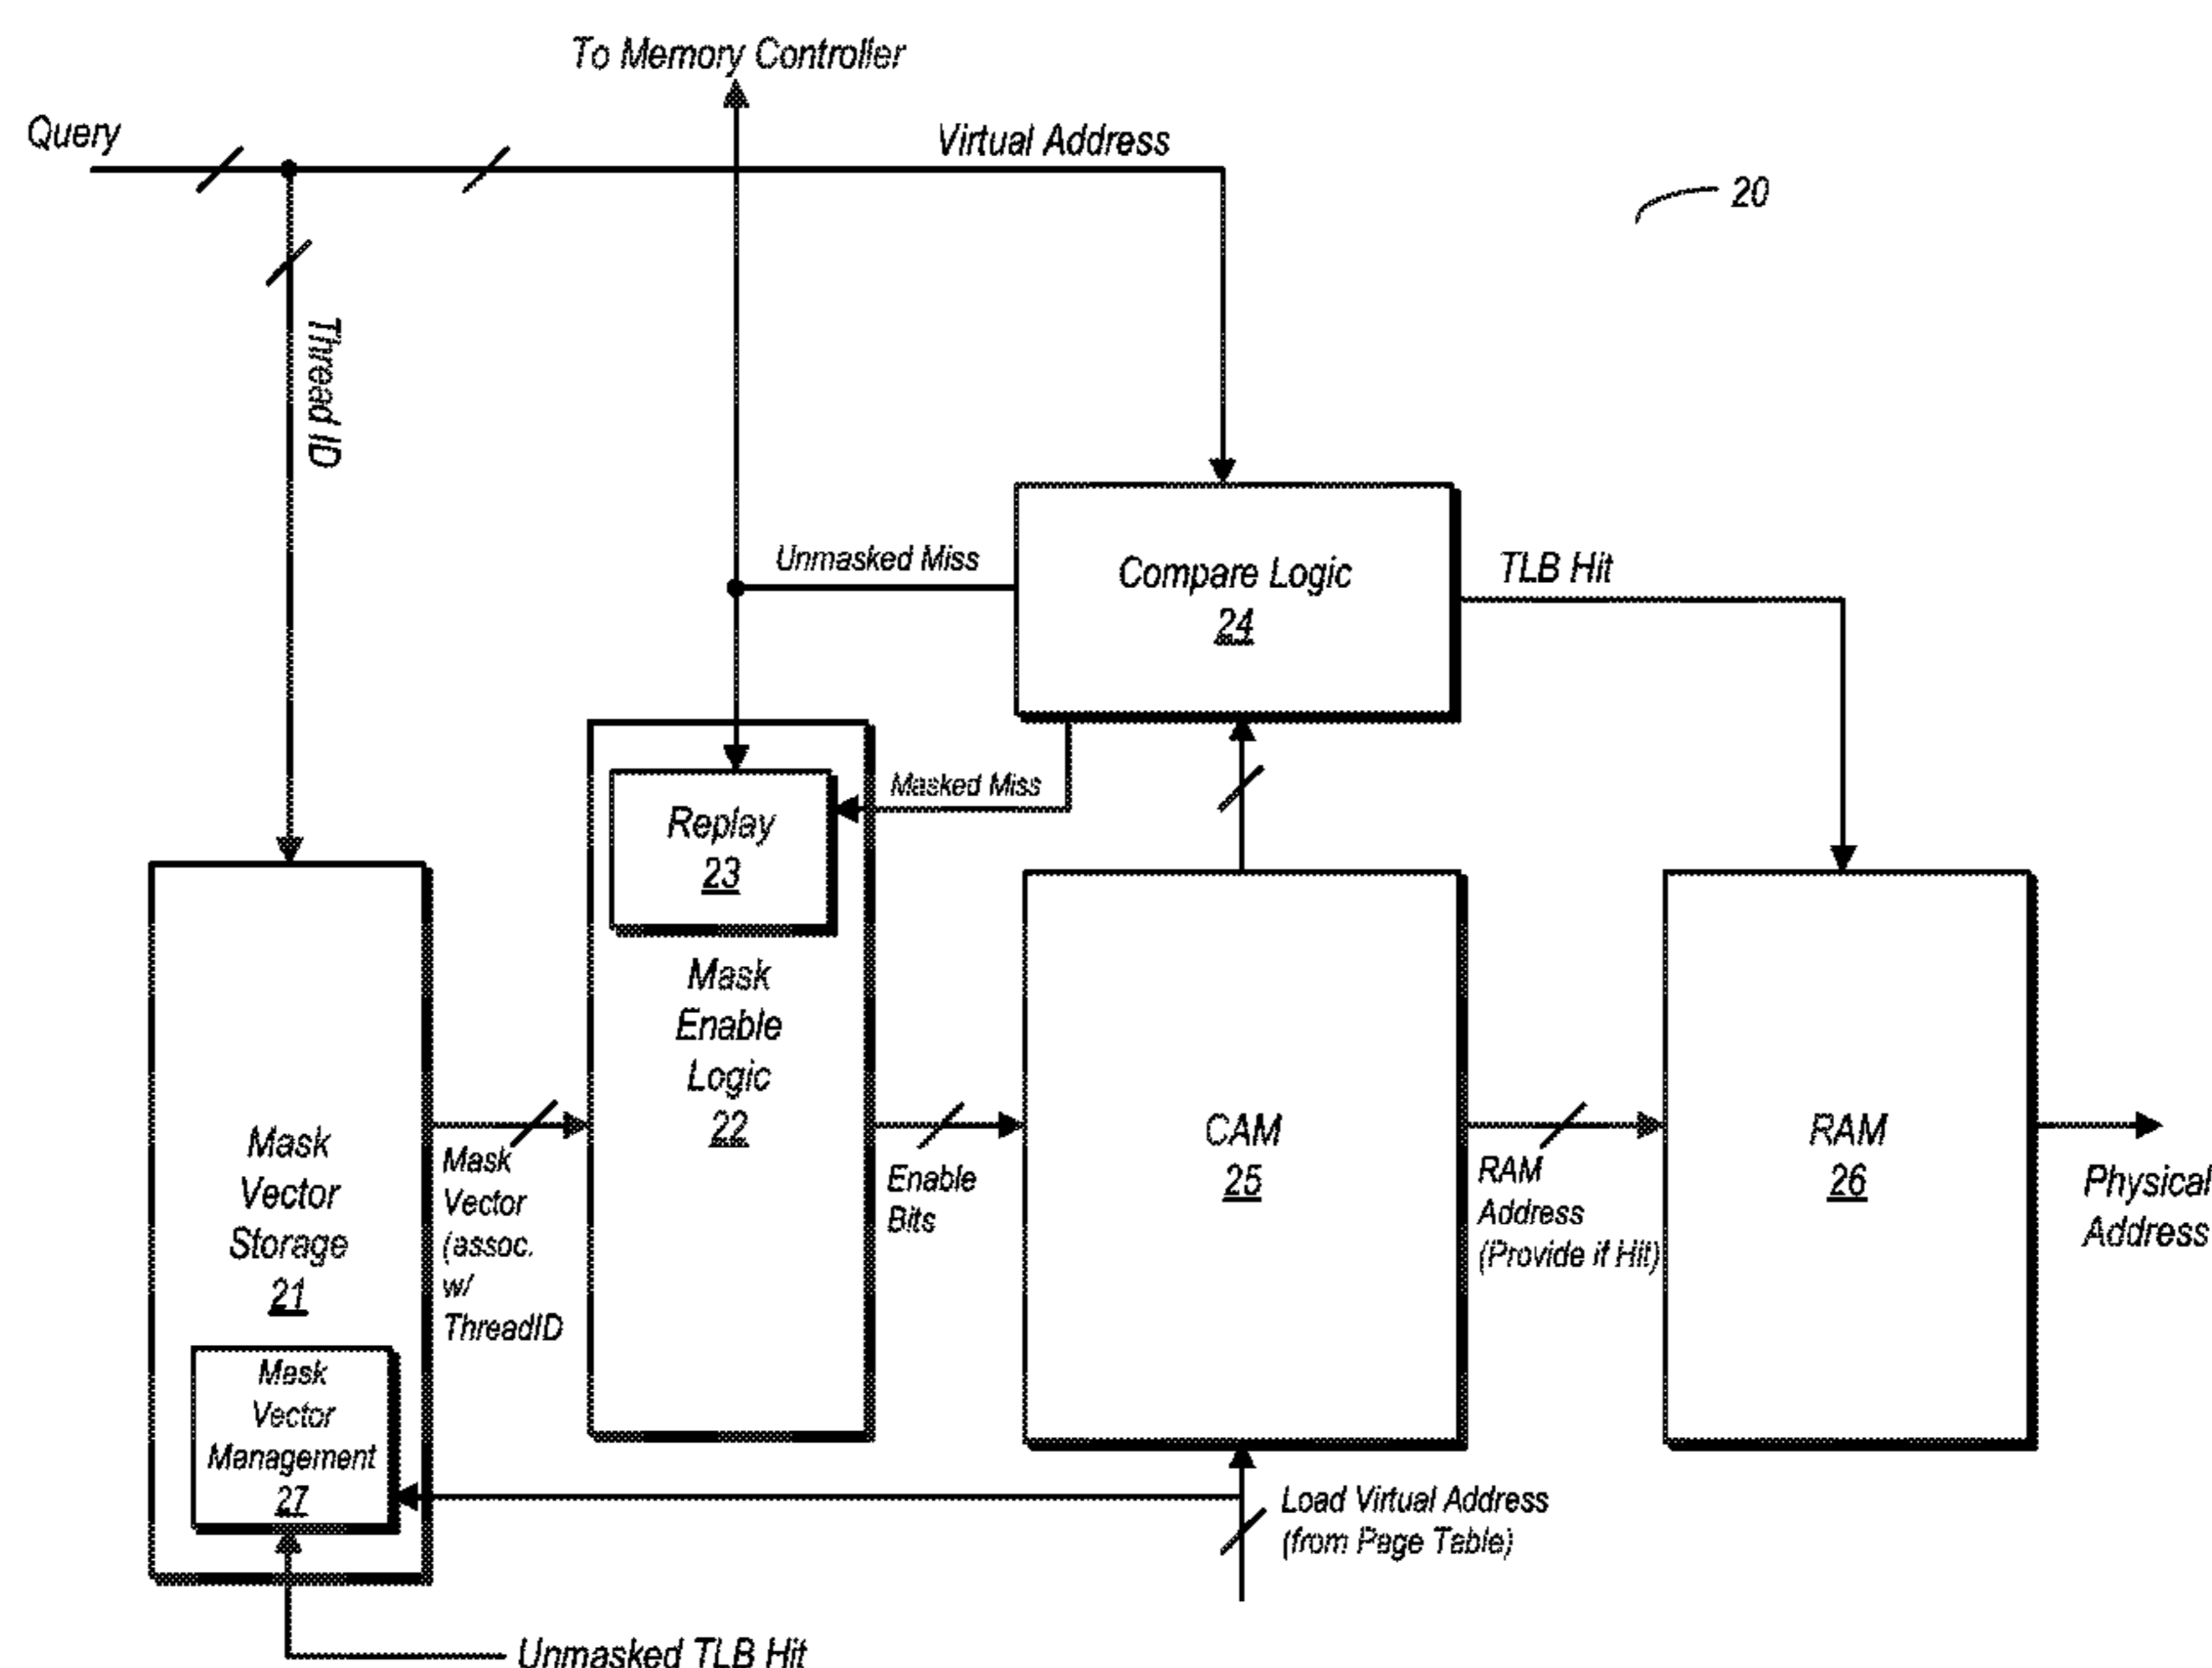 To Memory Controller
Query
Virtual Address
20
Thread ID
Unmasked Miss
Compare Logic
24
TLB Hit
Masked Miss
Replay
23
Mask
Enable
Logic
22
Mask
Vector
Storage
21
Mask
Vector
(assoc.
w/
ThreadID
Enable
Bits
CAM
25
RAM
Address
(Provide if Hit)
RAM
26
Physical
Address
Mask
Vector
Management
27
Load Virtual Address
(from Page Table)
Unmasked TLB Hit